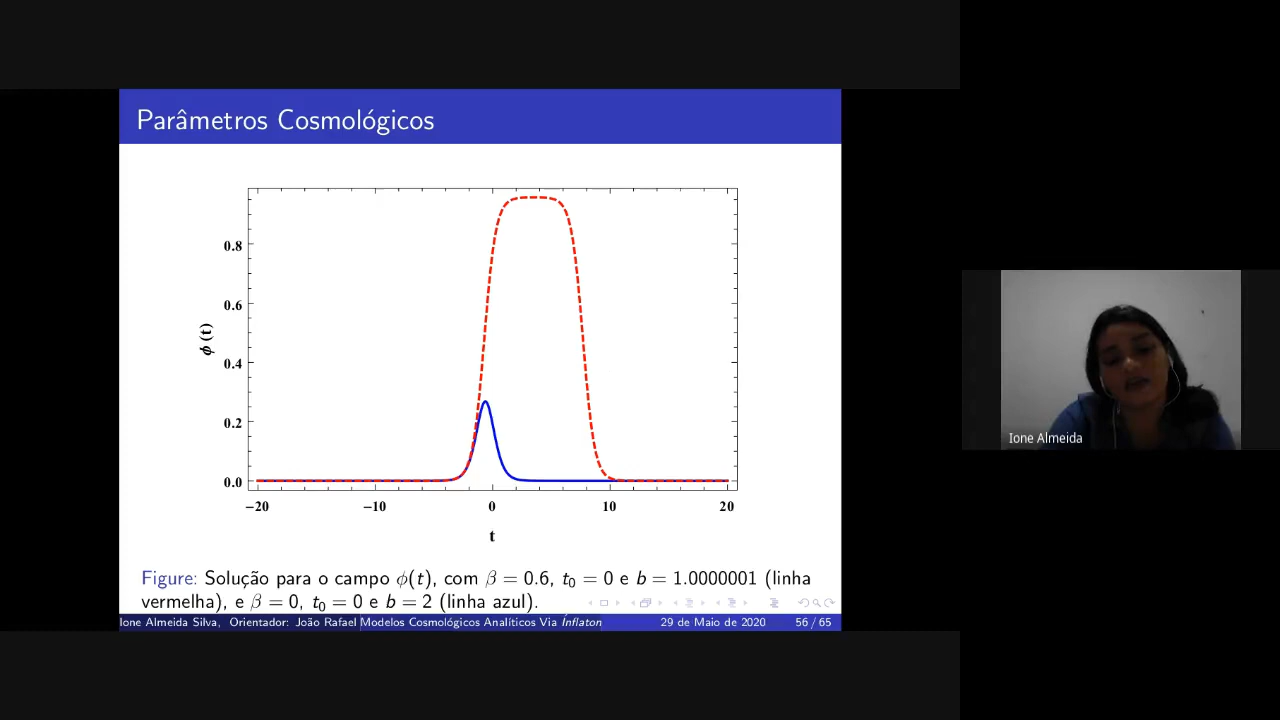 Parâmetros Cosmológicos
0.8
0.6
ϕ (t)
0.4
0.2
0.0
−20 −10 0 10 20
t
Figure: Solução para o campo ϕ(t), com β = 0.6, t₀ = 0 e b = 1.0000001 (linha
vermelha), e β = 0, t₀ = 0 e b = 2 (linha azul).
Ione Almeida Silva, Orientador: João Rafael Modelos Cosmológicos Analíticos Via Inflaton 29 de Maio de 2020 56 / 65
Ione Almeida